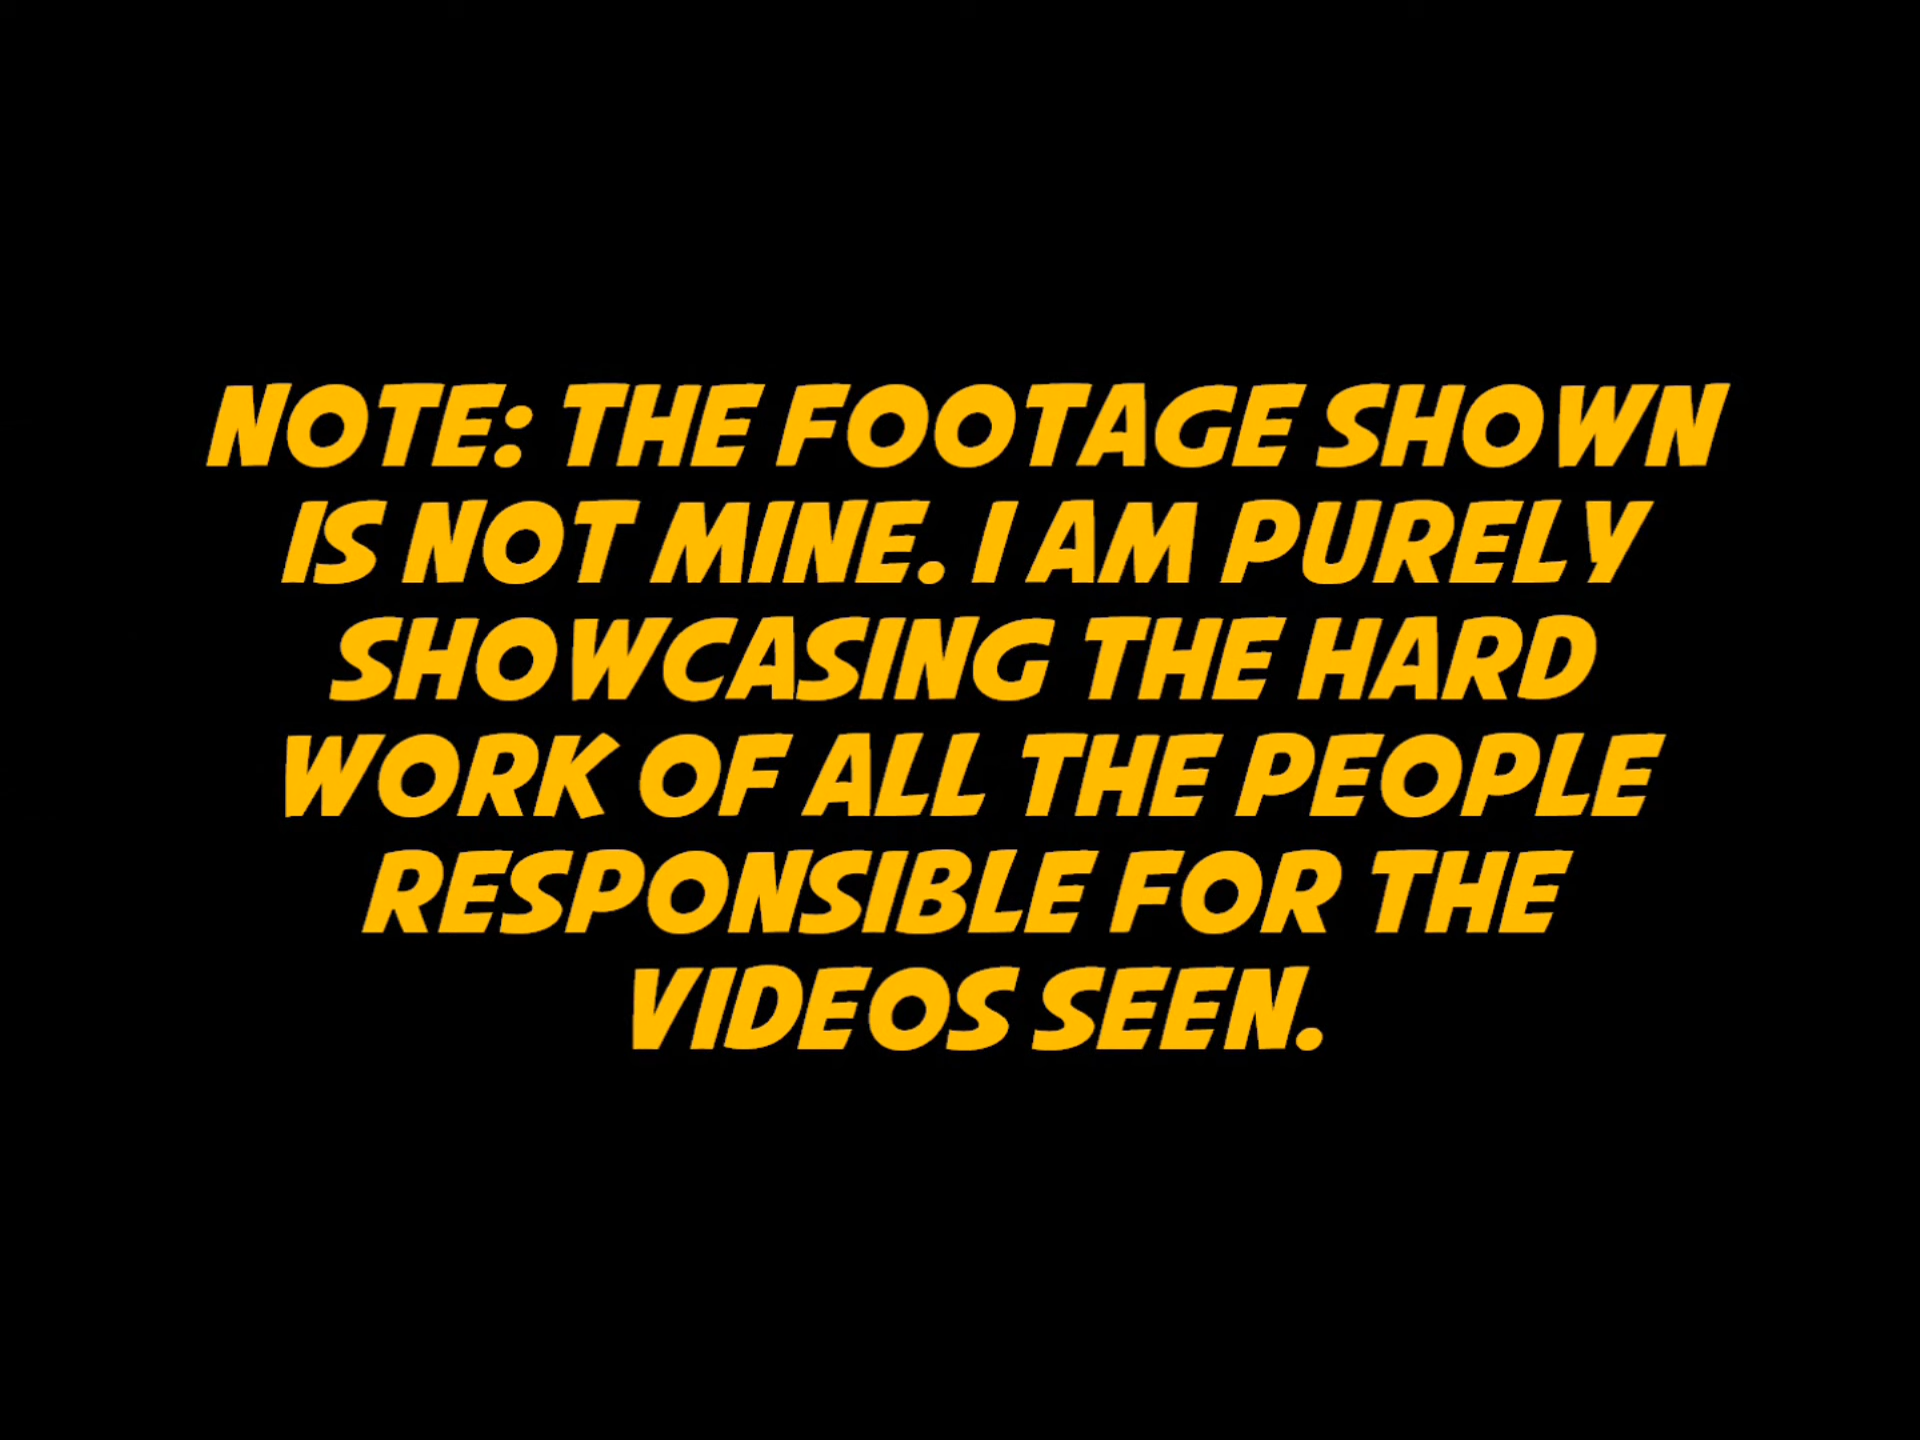 NOTE: THE FOOTAGE SHOWN
IS NOT MINE. I AM PURELY
SHOWCASING THE HARD
WORK OF ALL THE PEOPLE
RESPONSIBLE FOR THE
VIDEOS SEEN.